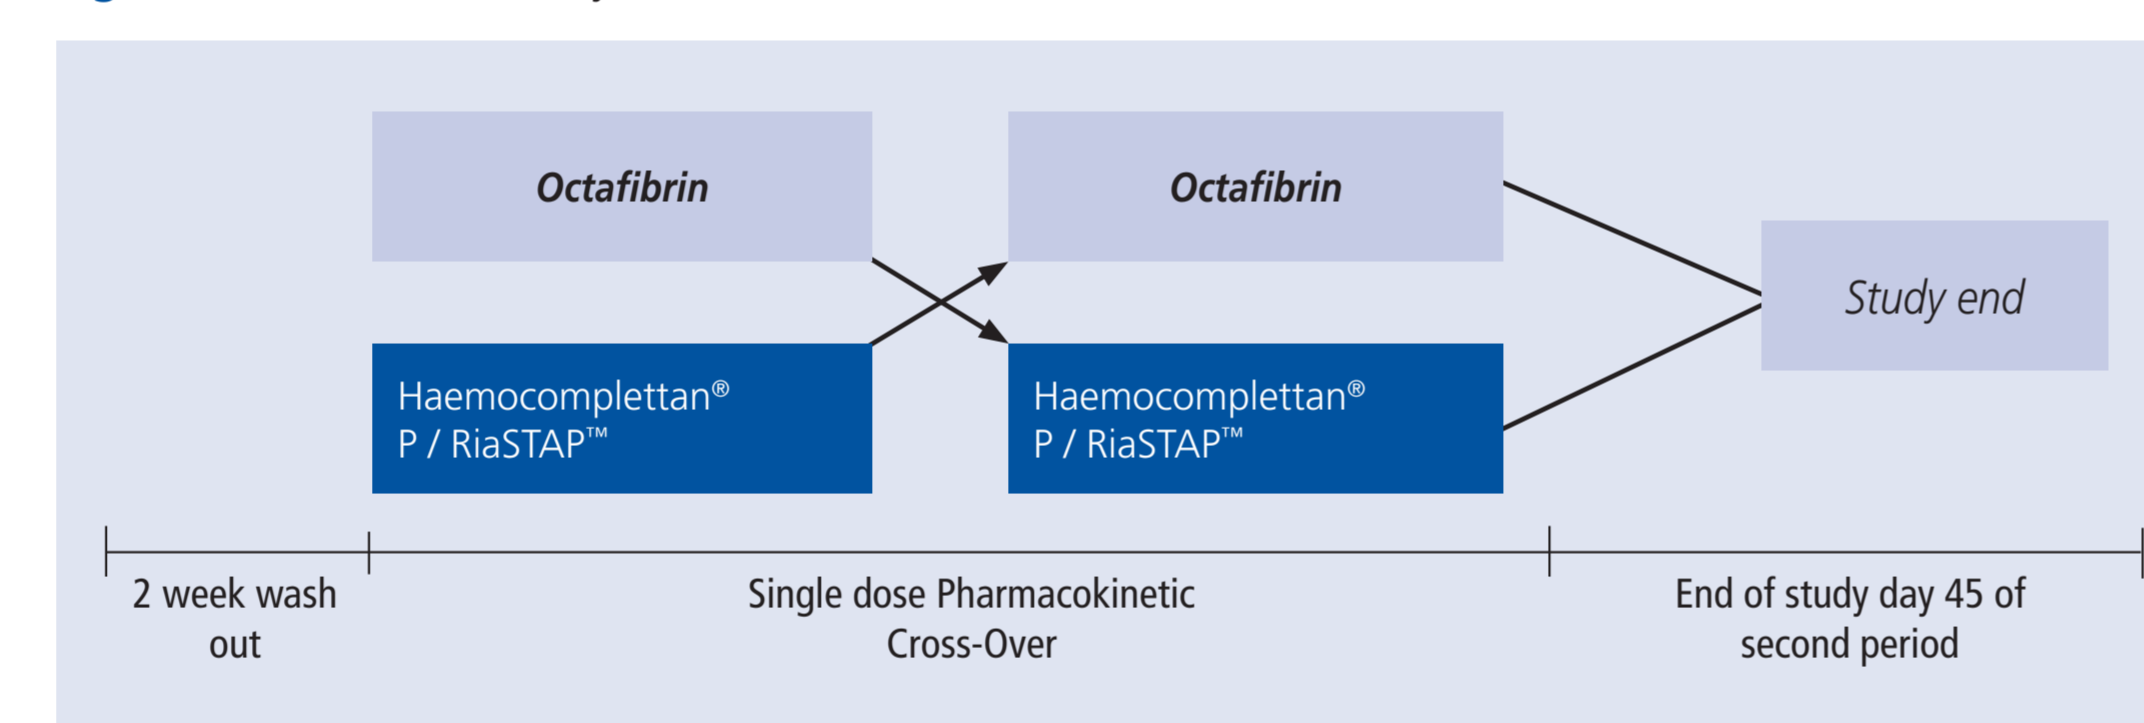 Octafibrin
Octafibrin
Study end
Haemocomplettan®
P / RiaSTAP™
Haemocomplettan®
P / RiaSTAP™
2 week wash
out
Single dose Pharmacokinetic
Cross-Over
End of study day 45 of
second period